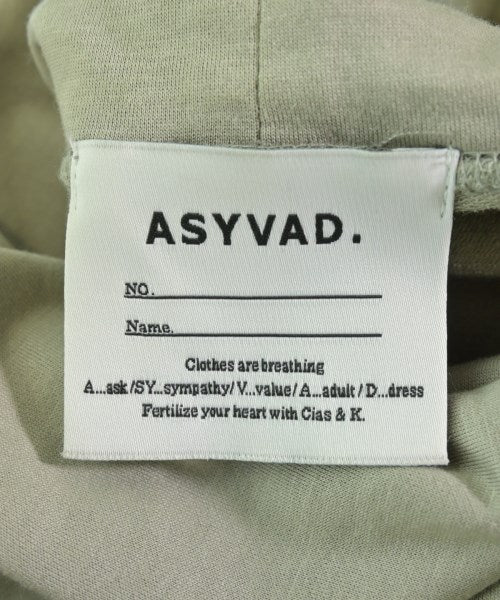 ASYVAD.
NO.
Name.
Clothes are breathing
A...ask /SY...sympathy/ V...value/ A...adult / D...dress
Fertilize your heart with Cias & K.